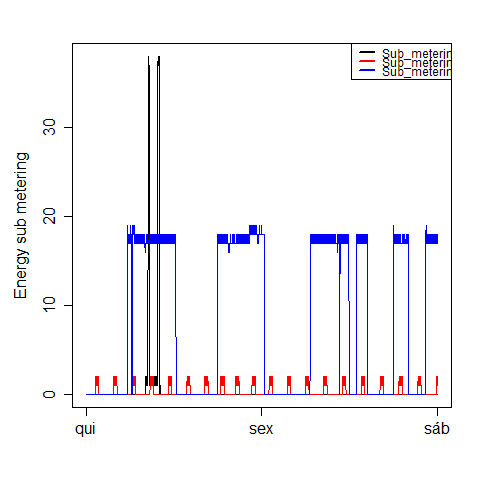 Sub_meterin
Sub_meterin
Sub_meterin
Energy sub metering
30
20
10
0
qui sex sáb